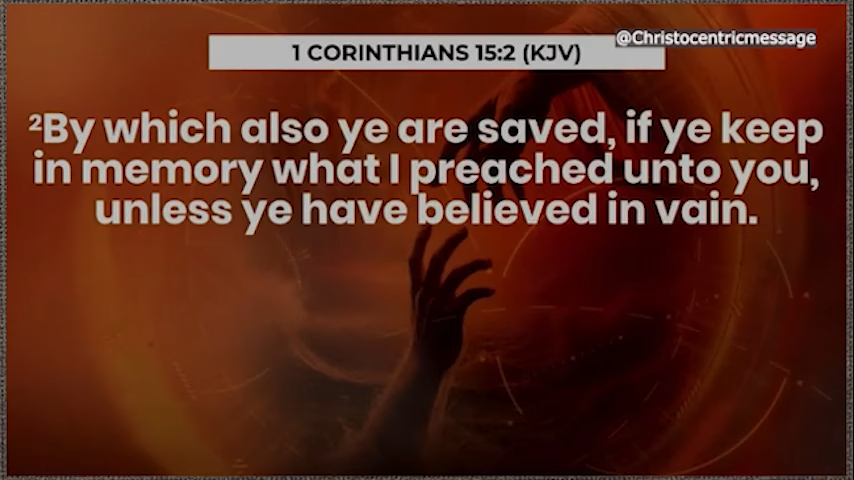 @Christocentricmessage
1 CORINTHIANS 15:2 (KJV)
²By which also ye are saved, if ye keep
in memory what I preached unto you,
unless ye have believed in vain.